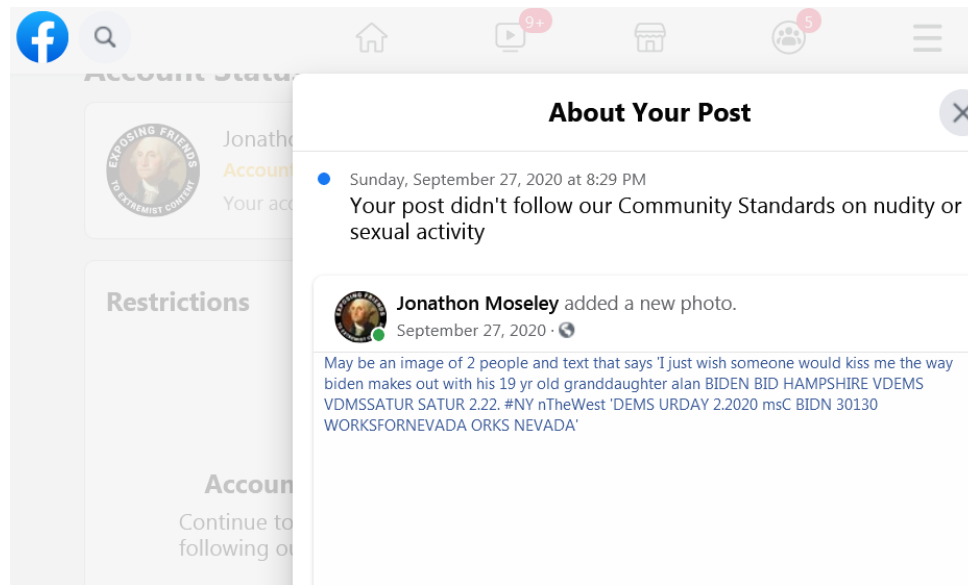 9+
5
Account Statu
About Your Post
EXPOSING FRIENDS
TO EXTREMIST CONTENT
Jonatho
Account
Your acc
Sunday, September 27, 2020 at 8:29 PM
Your post didn't follow our Community Standards on nudity or
sexual activity
Restrictions
EXPOSING FRIENDS
Jonathon Moseley added a new photo.
September 27, 2020 ·
May be an image of 2 people and text that says 'I just wish someone would kiss me the way
biden makes out with his 19 yr old granddaughter alan BIDEN BID HAMPSHIRE VDEMS
VDMSSATUR SATUR 2.22. #NY nTheWest 'DEMS URDAY 2.2020 msC BIDN 30130
WORKSFORNEVADA ORKS NEVADA'
Accoun
Continue to
following ou